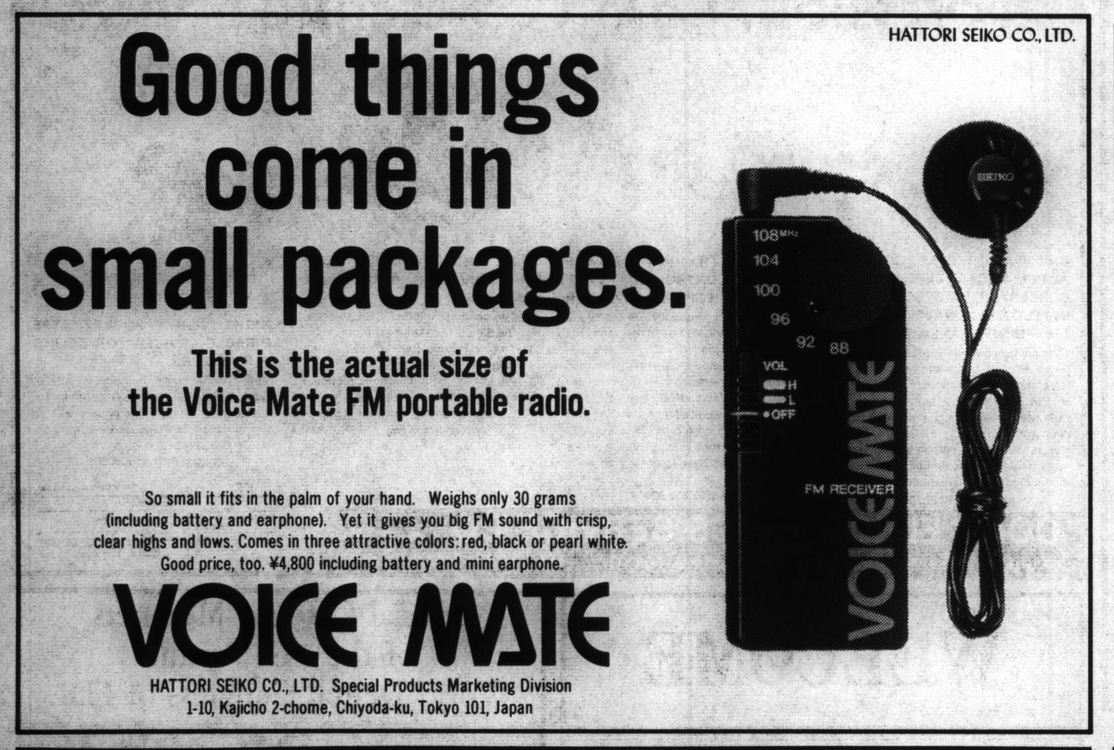 HATTORI SEIKO CO., LTD.
Good things
come in
small packages.
This is the actual size of
the Voice Mate FM portable radio.
So small it fits in the palm of your hand. Weighs only 30 grams
(including battery and earphone). Yet it gives you big FM sound with crisp,
clear highs and lows. Comes in three attractive colors: red, black or pearl white.
Good price, too. ¥4,800 including battery and mini earphone.
VOICE MATE
HATTORI SEIKO CO., LTD. Special Products Marketing Division
1-10, Kajicho 2-chome, Chiyoda-ku, Tokyo 101, Japan
SEIKO
108 MHz
104
100
96
92
88
VOL
H
L
OFF
FM RECEIVER
VOICE MATE